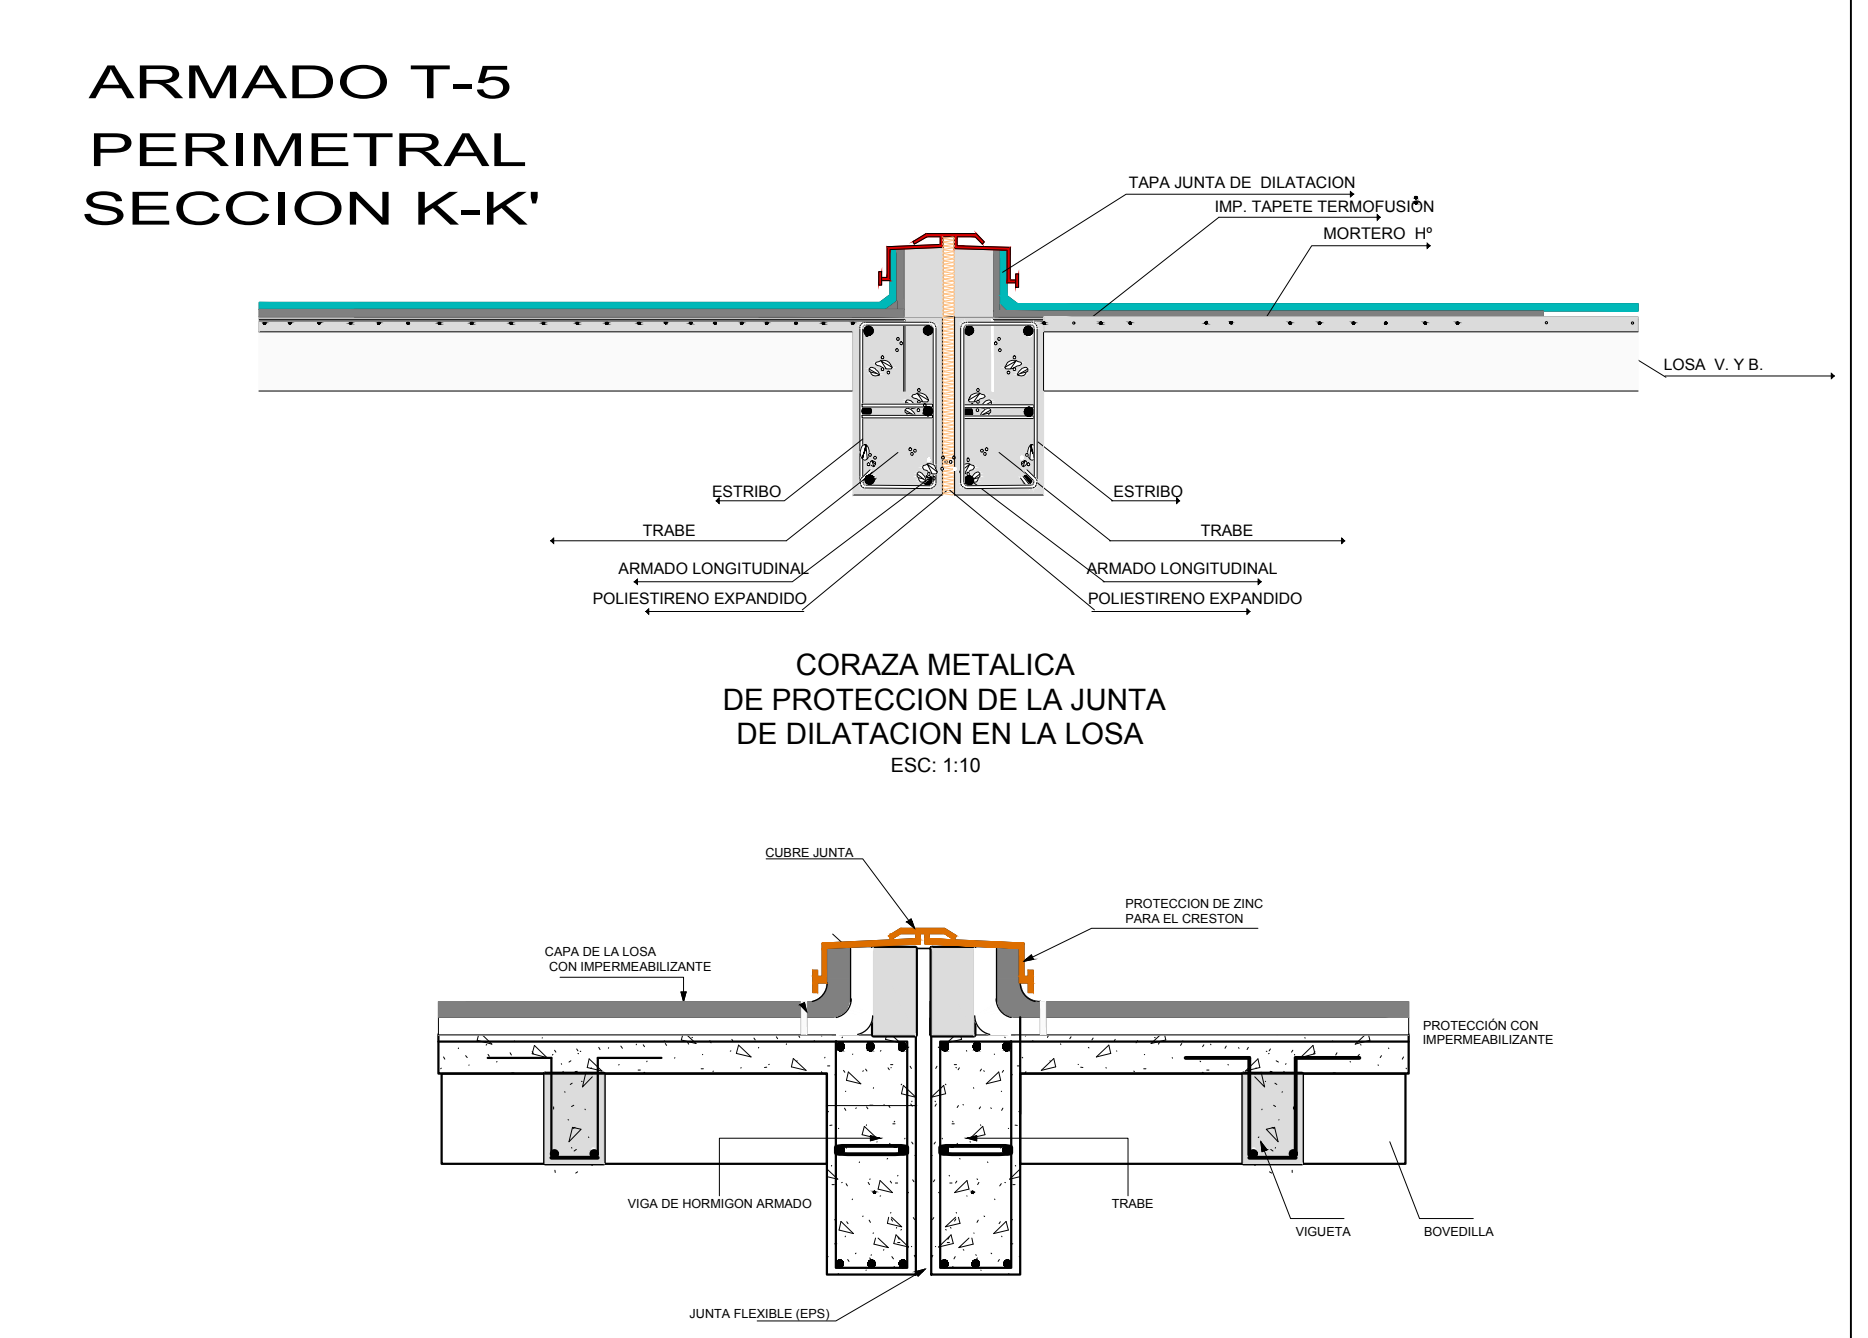 ARMADO T-5
PERIMETRAL
SECCION K-K'
TAPA JUNTA DE DILATACION
IMP. TAPETE TERMOFUSIÓN
MORTERO Hº
LOSA V. Y B.
ESTRIBO
ESTRIBO
TRABE
TRABE
ARMADO LONGITUDINAL
ARMADO LONGITUDINAL
POLIESTIRENO EXPANDIDO
POLIESTIRENO EXPANDIDO
CORAZA METALICA
DE PROTECCION DE LA JUNTA
DE DILATACION EN LA LOSA
ESC: 1:10
CUBRE JUNTA
PROTECCION DE ZINC
PARA EL CRESTON
CAPA DE LA LOSA
CON IMPERMEABILIZANTE
PROTECCIÓN CON
IMPERMEABILIZANTE
VIGA DE HORMIGON ARMADO
TRABE
VIGUETA
BOVEDILLA
JUNTA FLEXIBLE (EPS)